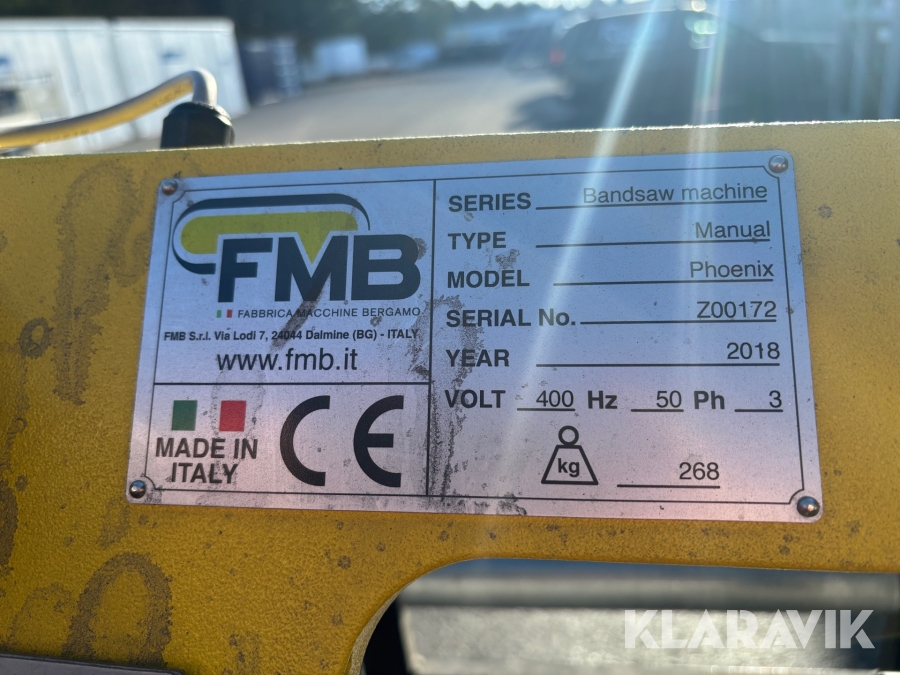 FMB
FABBRICA MACCHINE BERGAMO
FMB S.r.l. Via Lodi 7, 24044 Dalmine (BG) - ITALY
www.fmb.it
MADE IN
ITALY
CE
SERIES Bandsaw machine
TYPE Manual
MODEL Phoenix
SERIAL No. Z00172
YEAR 2018
VOLT 400 Hz 50 Ph 3
kg 268
KLARAVIK